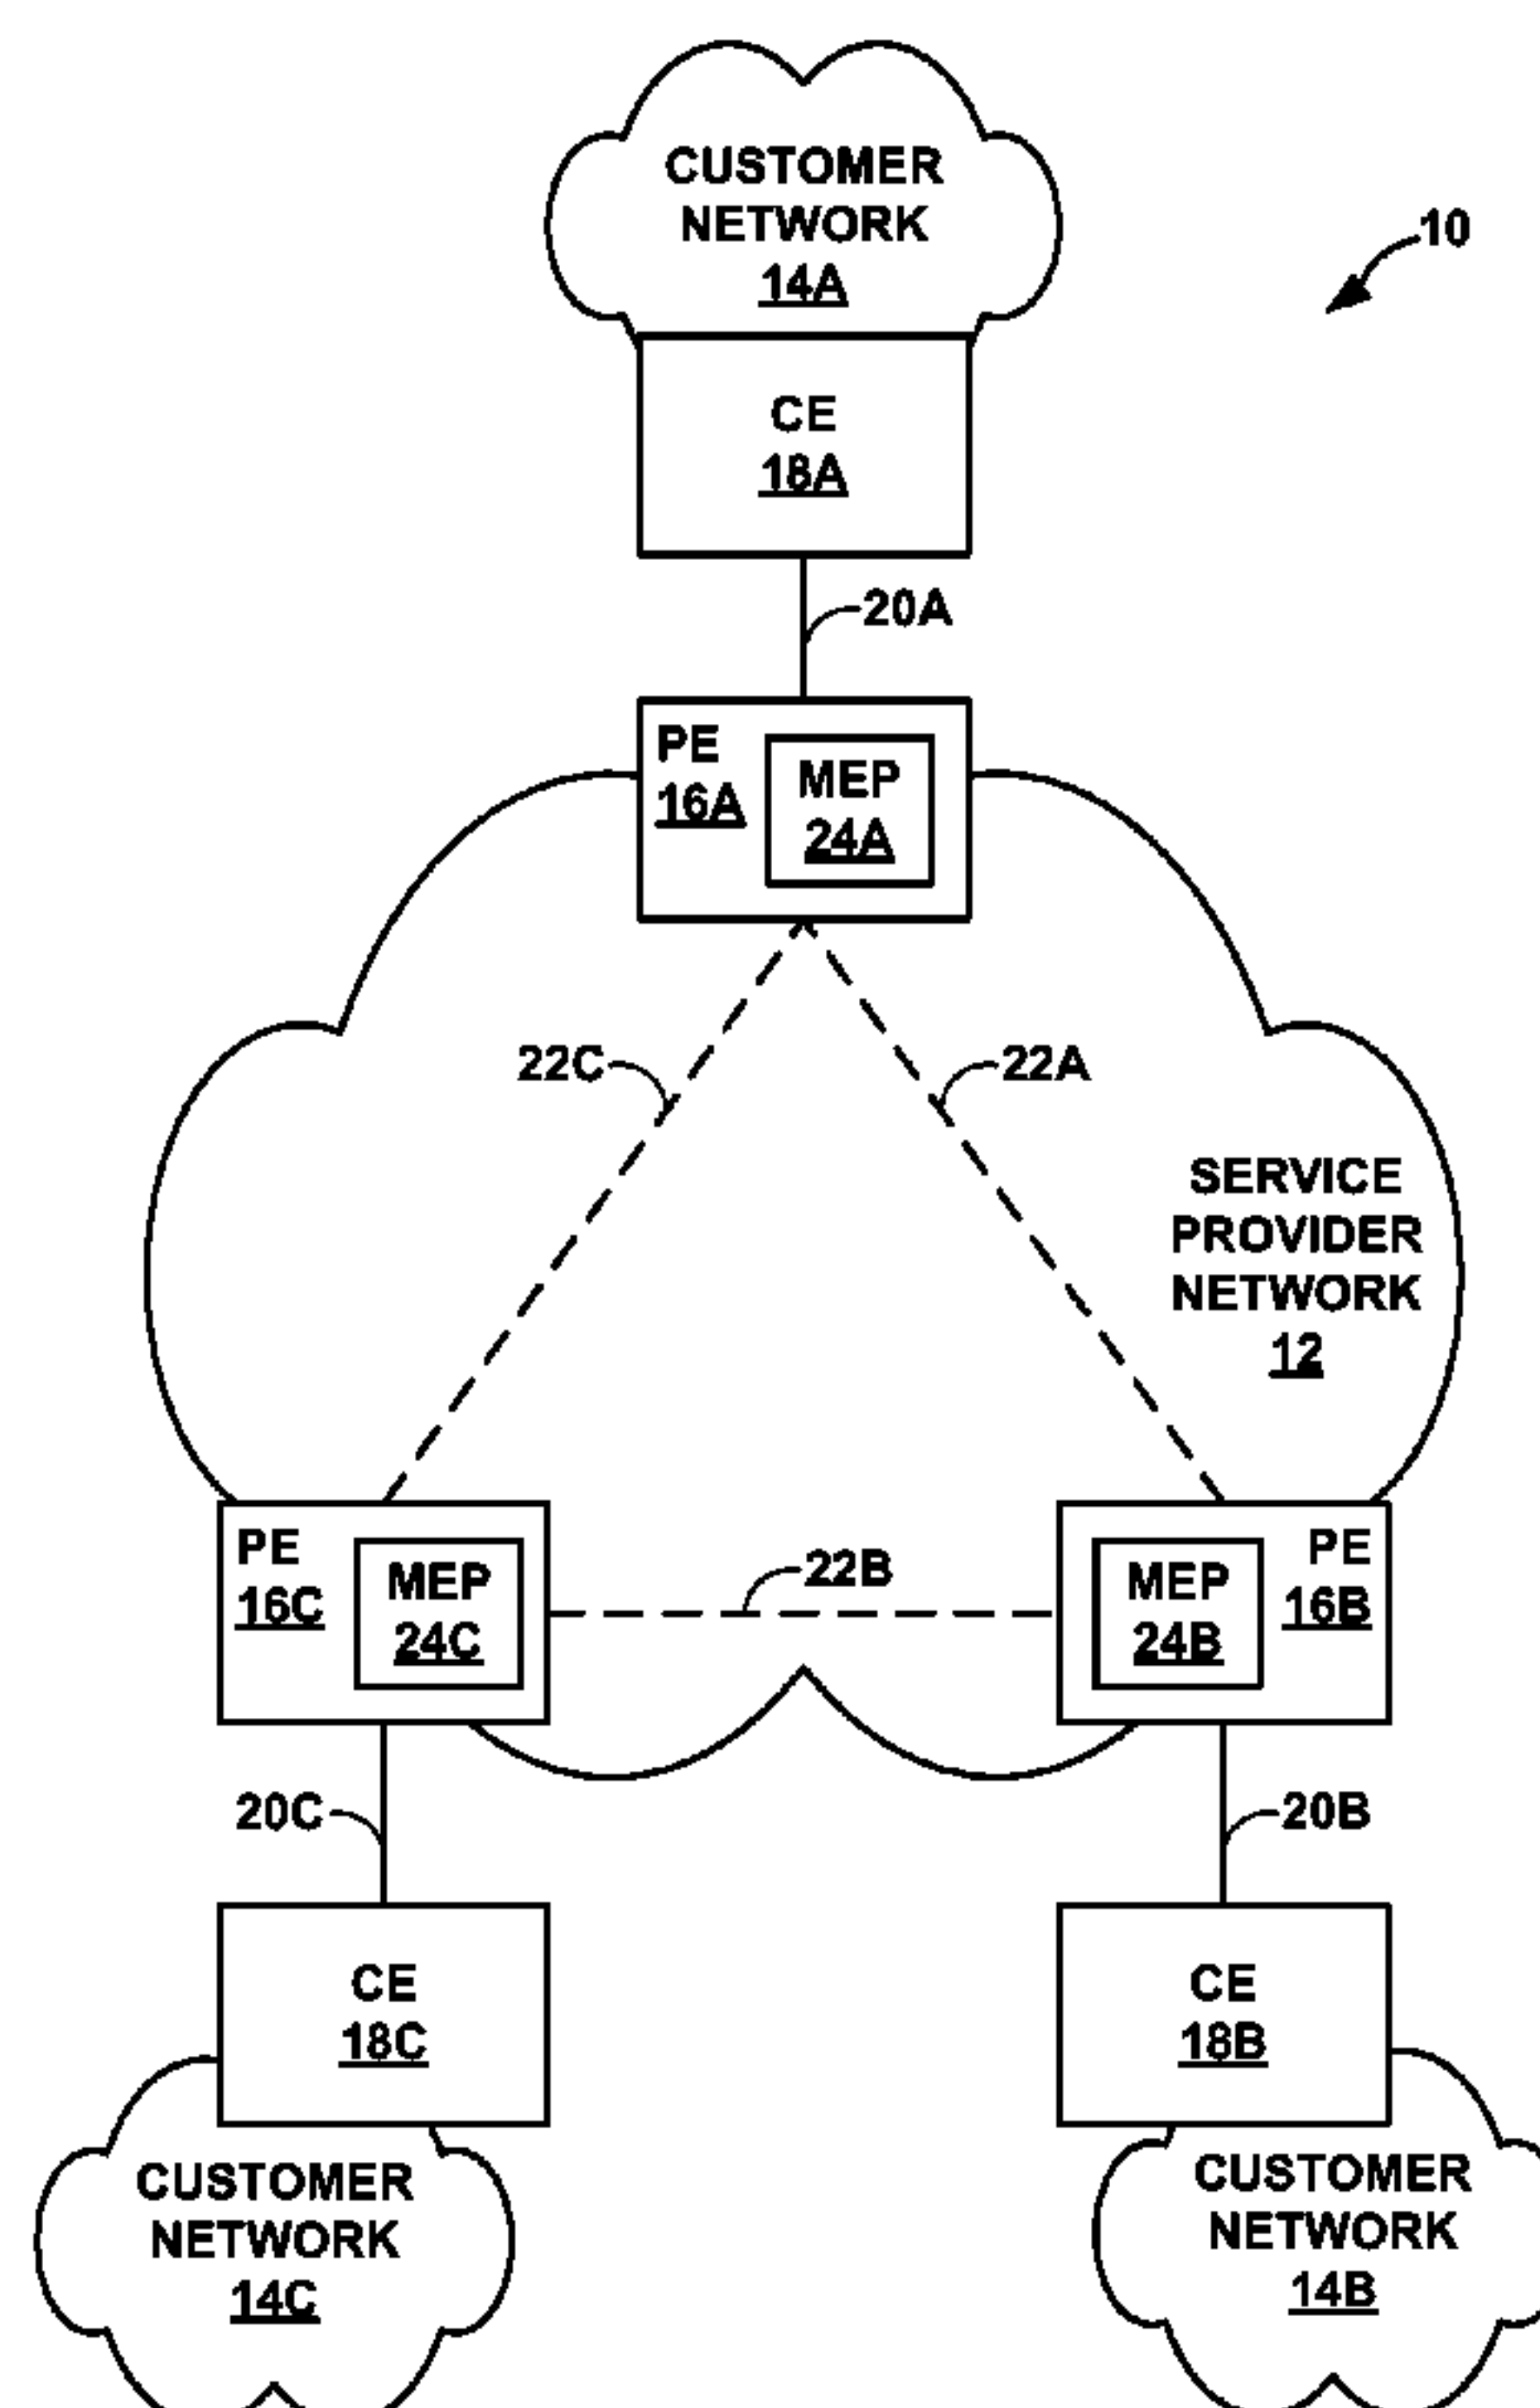 CUSTOMER
NETWORK
14A
10
CE
18A
20A
PE
16A
MEP
24A
22C
22A
SERVICE
PROVIDER
NETWORK
12
PE
16C
MEP
24C
22B
MEP
24B
PE
16B
20C
20B
CE
18C
CE
18B
CUSTOMER
NETWORK
14C
CUSTOMER
NETWORK
14B